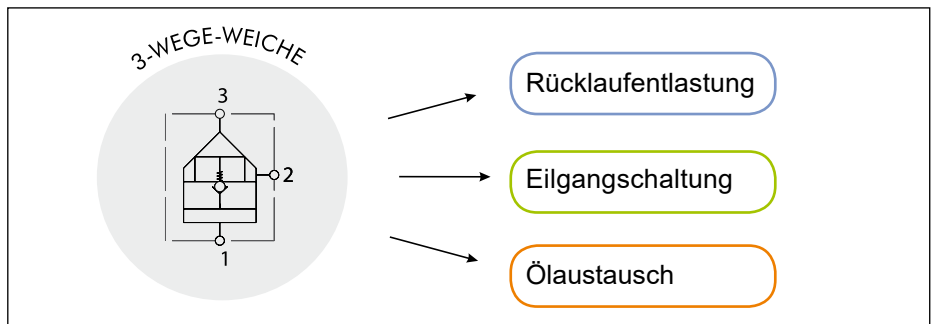 3-WEGE-WEICHE
3
2
1
Rücklaufentlastung
Eilgangschaltung
Ölaustausch